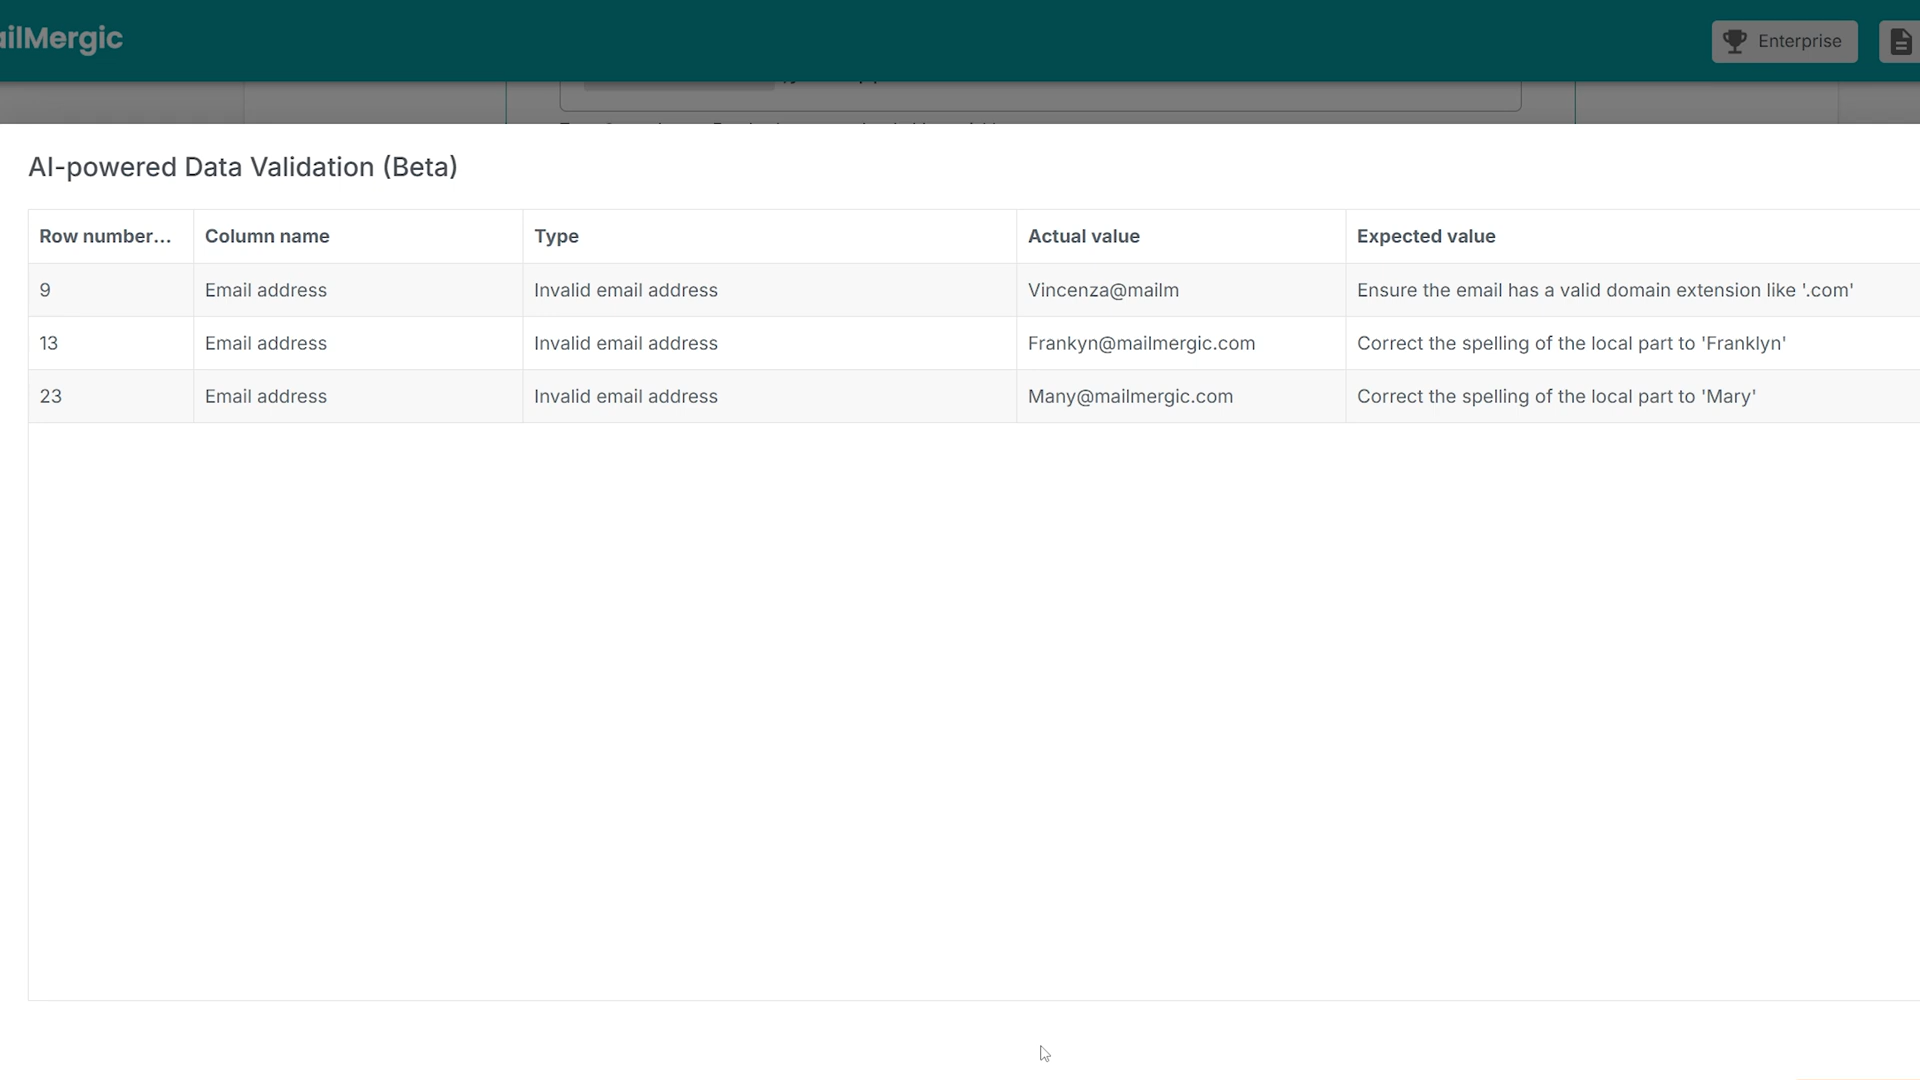 ailMergic
Enterprise
AI-powered Data Validation (Beta)
Row number... Column name Type Actual value Expected value
9 Email address Invalid email address Vincenza@mailm Ensure the email has a valid domain extension like '.com'
13 Email address Invalid email address Frankyn@mailmergic.com Correct the spelling of the local part to 'Franklyn'
23 Email address Invalid email address Many@mailmergic.com Correct the spelling of the local part to 'Mary'